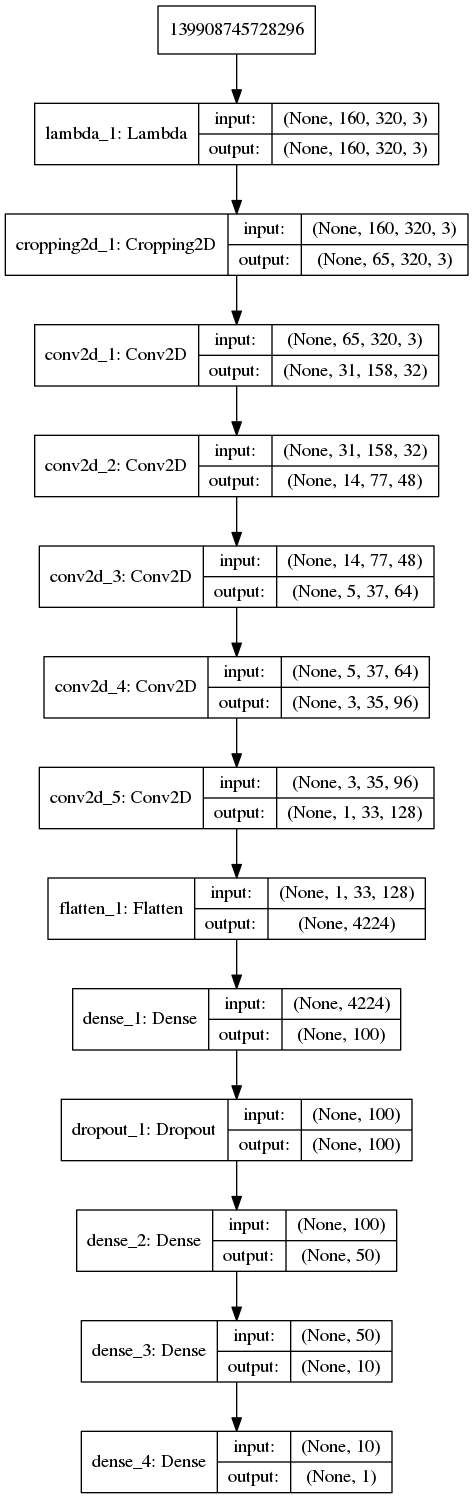 139908745728296
lambda_1: Lambda
input: (None, 160, 320, 3)
output: (None, 160, 320, 3)
cropping2d_1: Cropping2D
input: (None, 160, 320, 3)
output: (None, 65, 320, 3)
conv2d_1: Conv2D
input: (None, 65, 320, 3)
output: (None, 31, 158, 32)
conv2d_2: Conv2D
input: (None, 31, 158, 32)
output: (None, 14, 77, 48)
conv2d_3: Conv2D
input: (None, 14, 77, 48)
output: (None, 5, 37, 64)
conv2d_4: Conv2D
input: (None, 5, 37, 64)
output: (None, 3, 35, 96)
conv2d_5: Conv2D
input: (None, 3, 35, 96)
output: (None, 1, 33, 128)
flatten_1: Flatten
input: (None, 1, 33, 128)
output: (None, 4224)
dense_1: Dense
input: (None, 4224)
output: (None, 100)
dropout_1: Dropout
input: (None, 100)
output: (None, 100)
dense_2: Dense
input: (None, 100)
output: (None, 50)
dense_3: Dense
input: (None, 50)
output: (None, 10)
dense_4: Dense
input: (None, 10)
output: (None, 1)